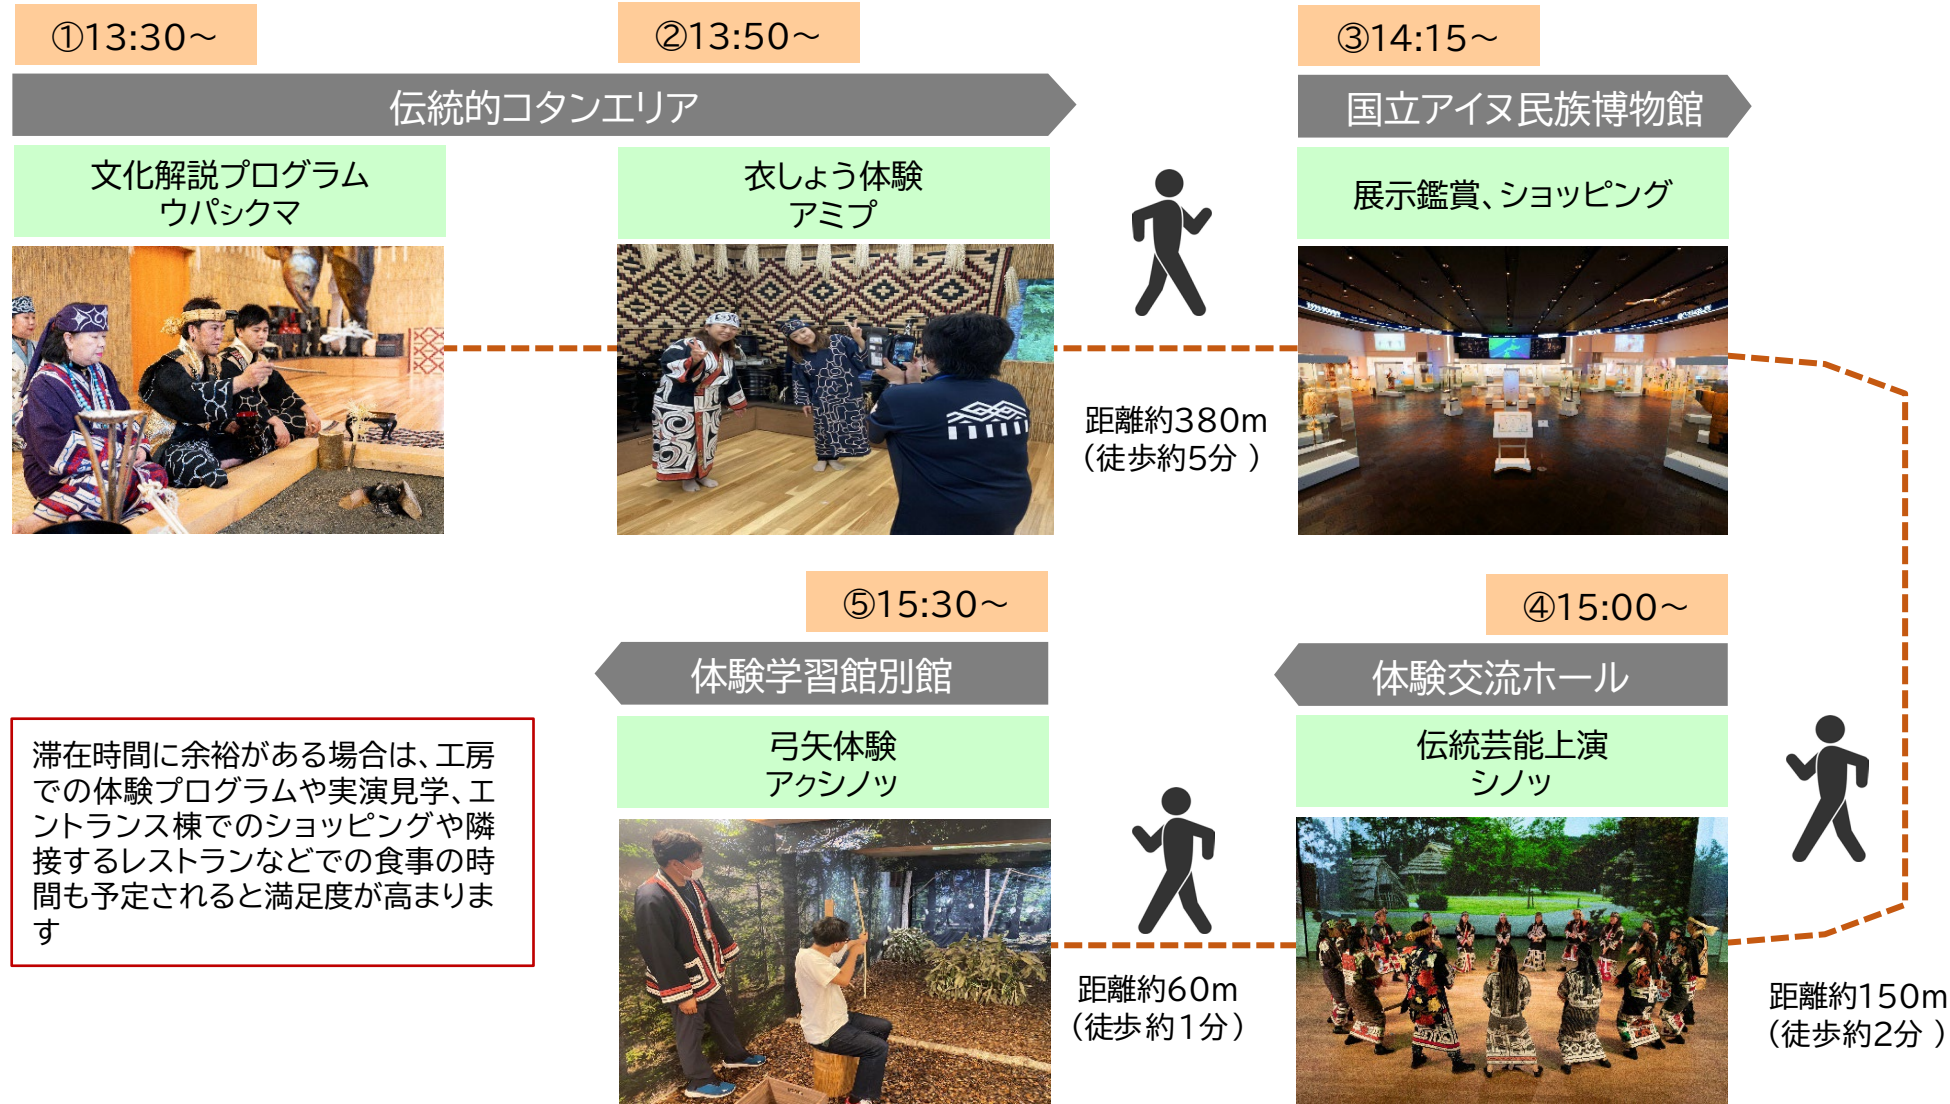 ①13:30～
②13:50～
③14:15～
伝統的コタンエリア
国立アイヌ民族博物館
文化解説プログラム
ウパシクマ
衣しょう体験
アミプ
展示鑑賞、ショッピング
距離約380m
（徒歩約5分 ）
⑤15:30～
④15:00～
体験学習館別館
体験交流ホール
弓矢体験
アクシノッ
伝統芸能上演
シノッ
滞在時間に余裕がある場合は、工房
での体験プログラムや実演見学、エ
ントランス棟でのショッピングや隣
接するレストランなどでの食事の時
間も予定されると満足度が高まりま
す
距離約60m
（徒歩約1分）
距離約150m
（徒歩約2分 ）